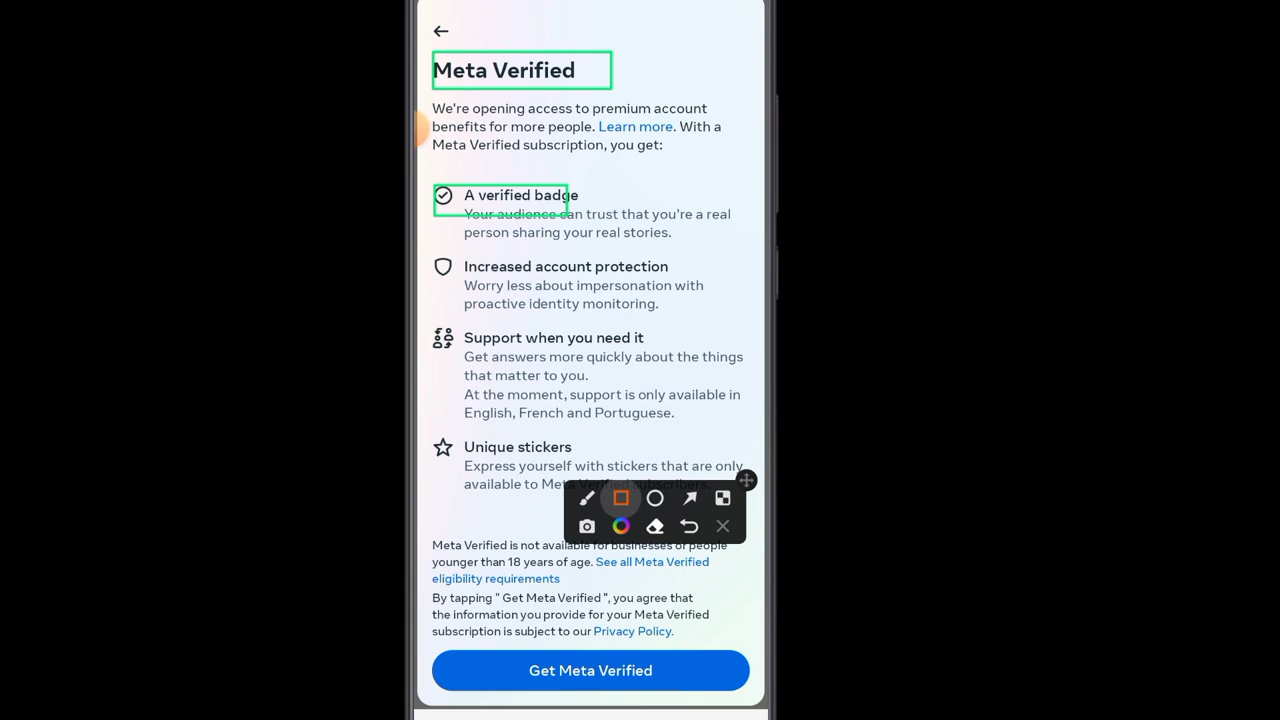 Meta Verified
We're opening access to premium account
benefits for more people. Learn more. With a
Meta Verified subscription, you get:
A verified badge
Your audience can trust that you're a real
person sharing your real stories.
Increased account protection
Worry less about impersonation with
proactive identity monitoring.
Support when you need it
Get answers more quickly about the things
that matter to you.
At the moment, support is only available in
English, French and Portuguese.
Unique stickers
Express yourself with stickers that are only
available to Meta Verified subscribers.
Meta Verified is not available for businesses or people
younger than 18 years of age. See all Meta Verified
eligibility requirements
By tapping " Get Meta Verified ", you agree that
the information you provide for your Meta Verified
subscription is subject to our Privacy Policy.
Get Meta Verified